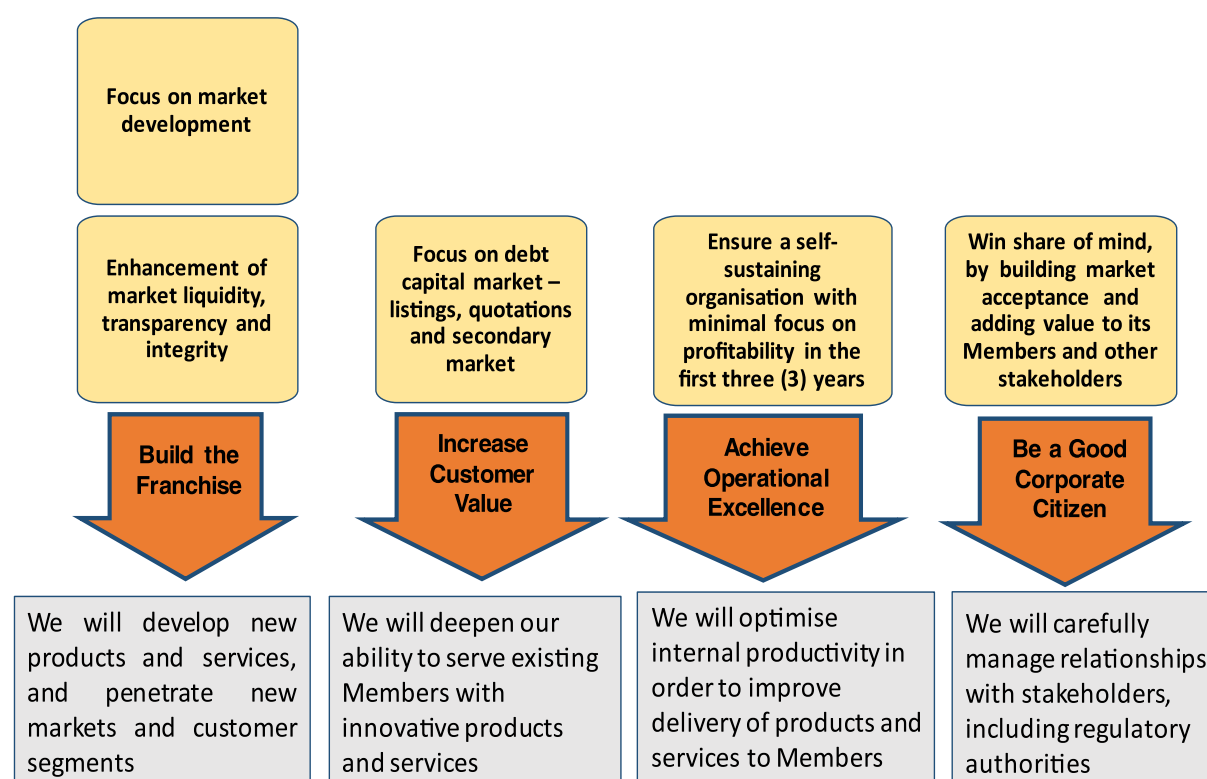 Focus on market
development
Enhancement of
market liquidity,
transparency and
integrity
Focus on debt
capital market –
listings, quotations
and secondary
market
Ensure a self-
sustaining
organisation with
minimal focus on
profitability in the
first three (3) years
Win share of mind,
by building market
acceptance and
adding value to its
Members and other
stakeholders
Build the
Franchise
Increase
Customer
Value
Achieve
Operational
Excellence
Be a Good
Corporate
Citizen
We will develop new
products and services,
and penetrate new
markets and customer
segments
We will deepen our
ability to serve existing
Members with
innovative products
and services
We will optimise
internal productivity in
order to improve
delivery of products and
services to Members
We will carefully
manage relationships
with stakeholders,
including regulatory
authorities